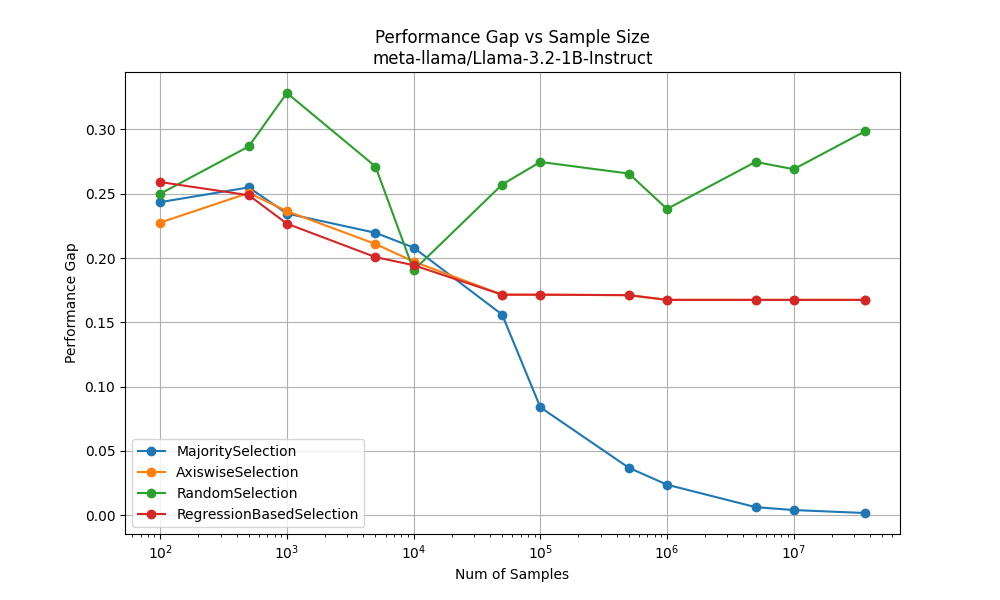 Performance Gap vs Sample Size
meta-llama/Llama-3.2-1B-Instruct
Performance Gap
0.30
0.25
0.20
0.15
0.10
0.05
0.00
MajoritySelection
AxiswiseSelection
RandomSelection
RegressionBasedSelection
10² 10³ 10⁴ 10⁵ 10⁶ 10⁷
Num of Samples